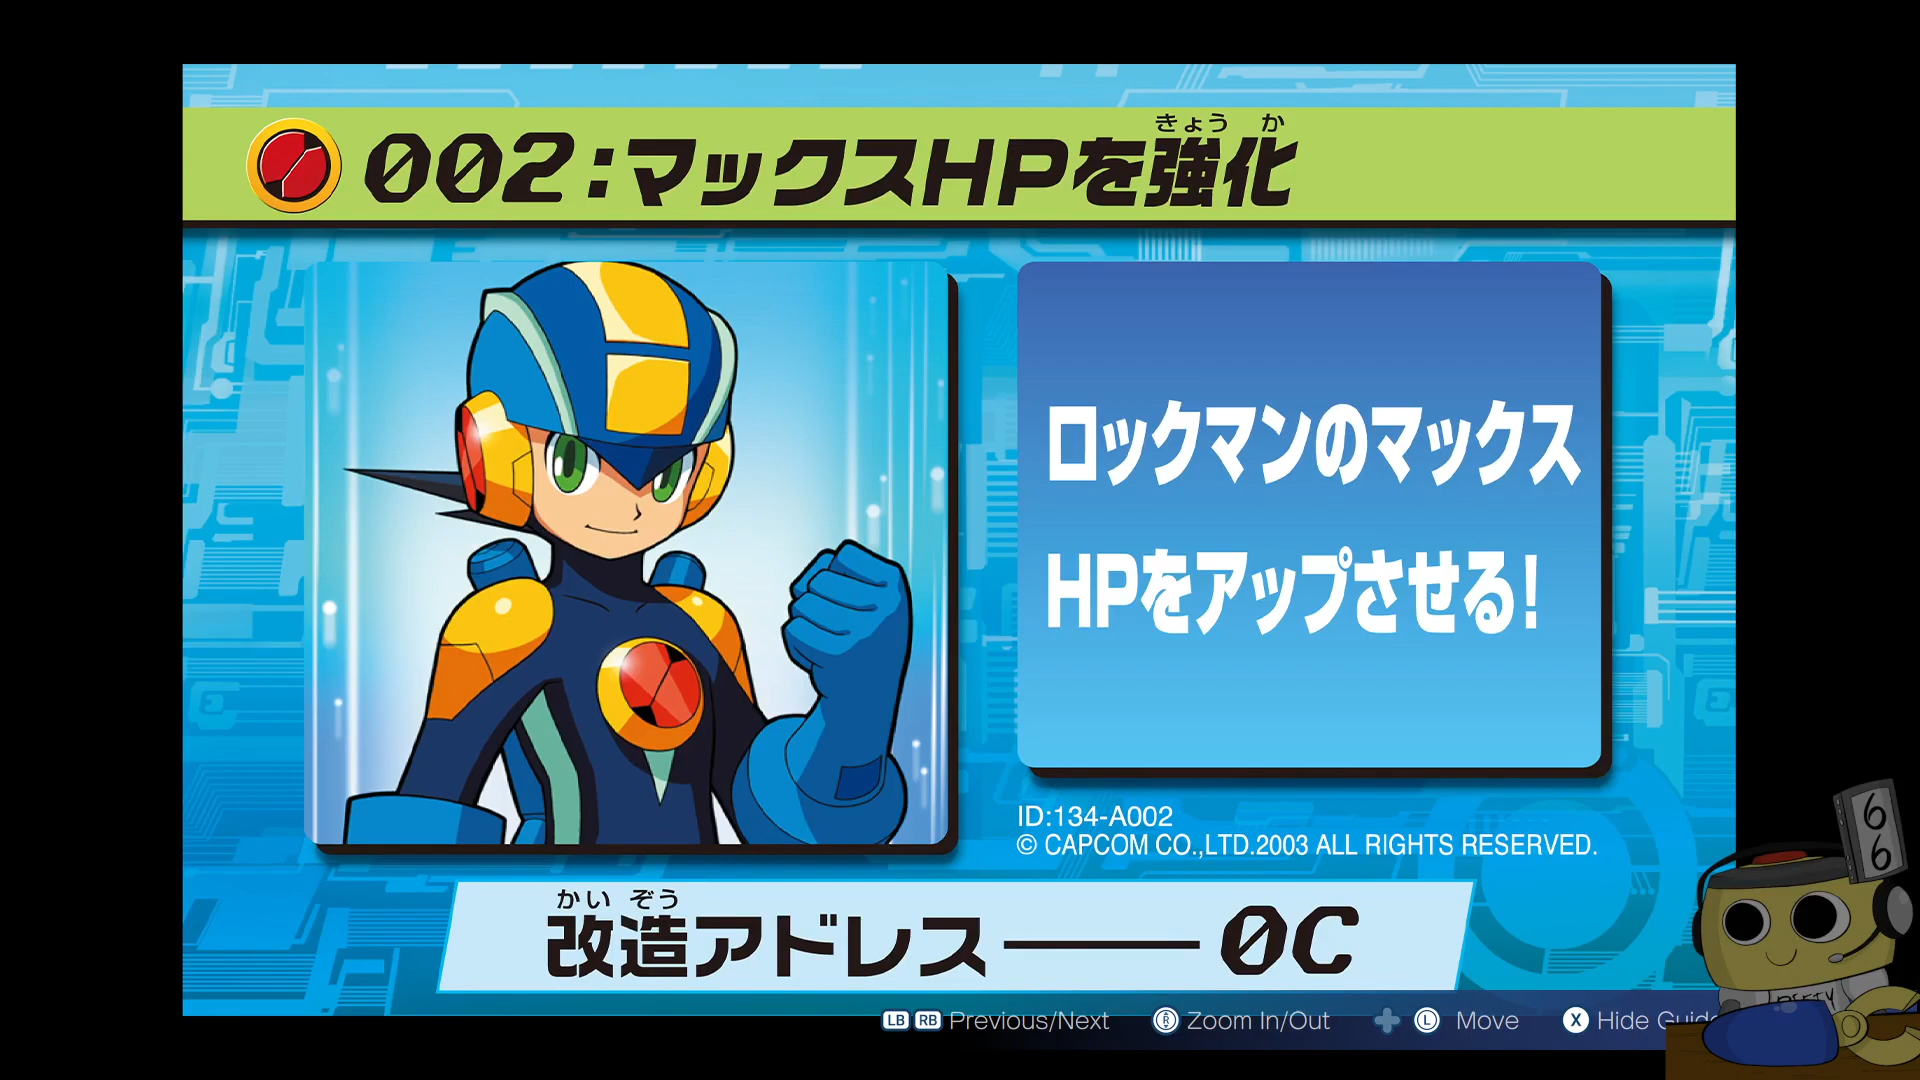 きょう か
002:マックスHPを強化
ロックマンのマックス
HPをアップさせる!
ID:134-A002
© CAPCOM CO.,LTD.2003 ALL RIGHTS RESERVED.
かい ぞう
改造アドレス——0C
66
LB RB Previous/Next R Zoom In/Out L Move X Hide